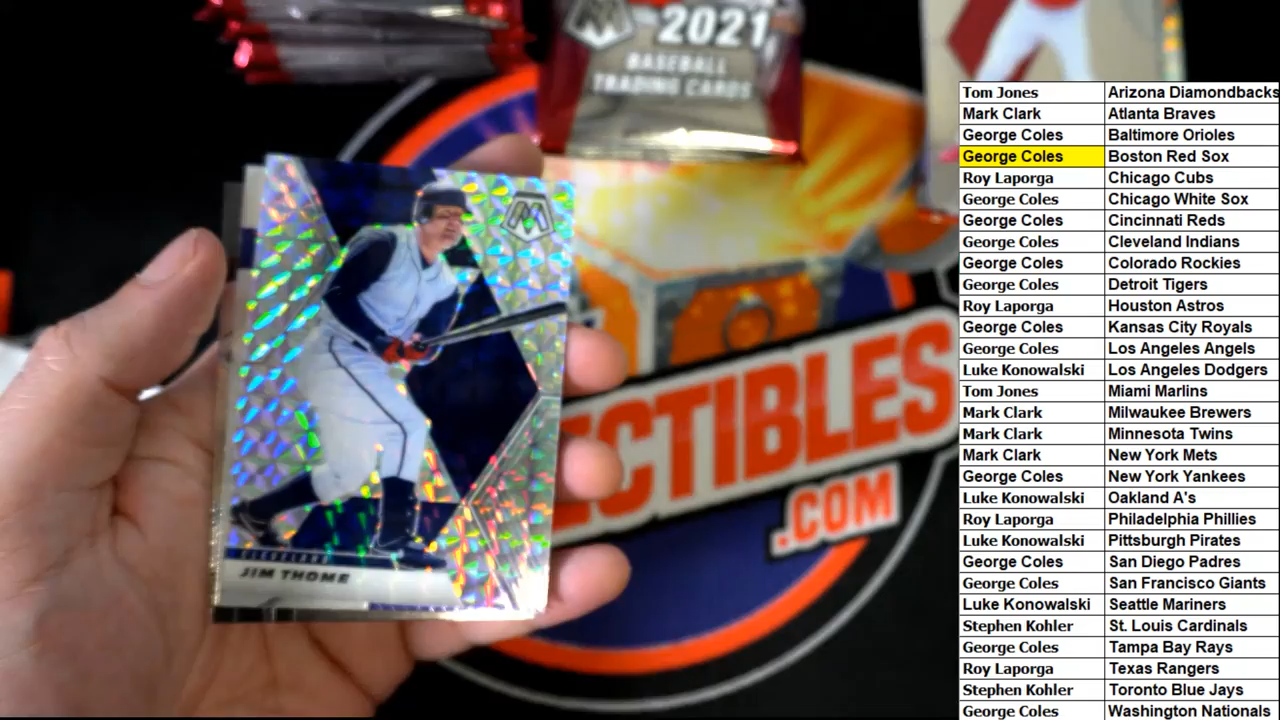 2021
BASEBALL
TRADING CARDS
M
CLEVELAND
JIM THOME
ECTIBLES
.COM
Tom Jones Arizona Diamondbacks
Mark Clark Atlanta Braves
George Coles Baltimore Orioles
George Coles Boston Red Sox
Roy Laporga Chicago Cubs
George Coles Chicago White Sox
George Coles Cincinnati Reds
George Coles Cleveland Indians
George Coles Colorado Rockies
George Coles Detroit Tigers
Roy Laporga Houston Astros
George Coles Kansas City Royals
George Coles Los Angeles Angels
Luke Konowalski Los Angeles Dodgers
Tom Jones Miami Marlins
Mark Clark Milwaukee Brewers
Mark Clark Minnesota Twins
Mark Clark New York Mets
George Coles New York Yankees
Luke Konowalski Oakland A's
Roy Laporga Philadelphia Phillies
Luke Konowalski Pittsburgh Pirates
George Coles San Diego Padres
George Coles San Francisco Giants
Luke Konowalski Seattle Mariners
Stephen Kohler St. Louis Cardinals
George Coles Tampa Bay Rays
Roy Laporga Texas Rangers
Stephen Kohler Toronto Blue Jays
George Coles Washington Nationals